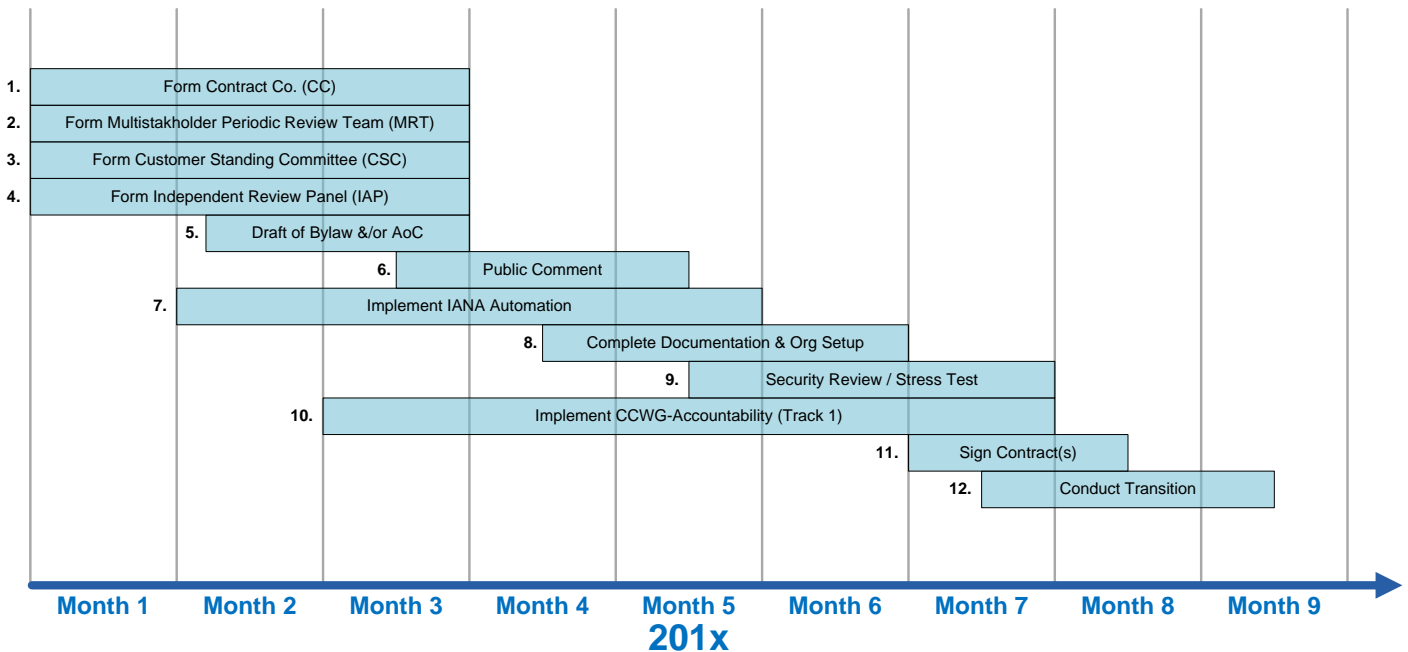 1. Form Contract Co. (CC)
2. Form Multistakholder Periodic Review Team (MRT)
3. Form Customer Standing Committee (CSC)
4. Form Independent Review Panel (IAP)
5. Draft of Bylaw &/or AoC
6. Public Comment
7. Implement IANA Automation
8. Complete Documentation & Org Setup
9. Security Review / Stress Test
10. Implement CCWG-Accountability (Track 1)
11. Sign Contract(s)
12. Conduct Transition
Month 1 Month 2 Month 3 Month 4 Month 5 Month 6 Month 7 Month 8 Month 9
201x